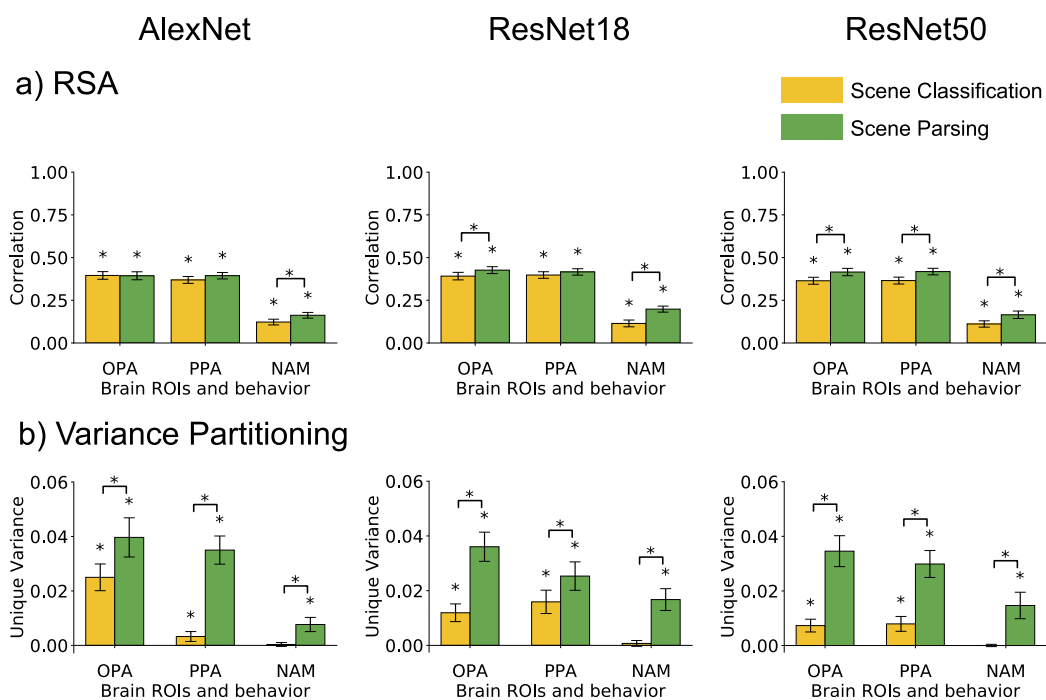 AlexNet ResNet18 ResNet50
a) RSA
Scene Classification
Scene Parsing
1.00 1.00 1.00
0.75 0.75 0.75
0.50 0.50 0.50
0.25 0.25 0.25
0.00 0.00 0.00
Correlation Correlation Correlation
* * * * * * *
* * * * * * * *
* * * * * * * * *
OPA PPA NAM OPA PPA NAM OPA PPA NAM
Brain ROIs and behavior Brain ROIs and behavior Brain ROIs and behavior
b) Variance Partitioning
0.06 0.06 0.06
0.04 0.04 0.04
0.02 0.02 0.02
0.00 0.00 0.00
Unique Variance Unique Variance Unique Variance
* * * * * * * *
* * * * * * * *
* * * * * * * *
OPA PPA NAM OPA PPA NAM OPA PPA NAM
Brain ROIs and behavior Brain ROIs and behavior Brain ROIs and behavior